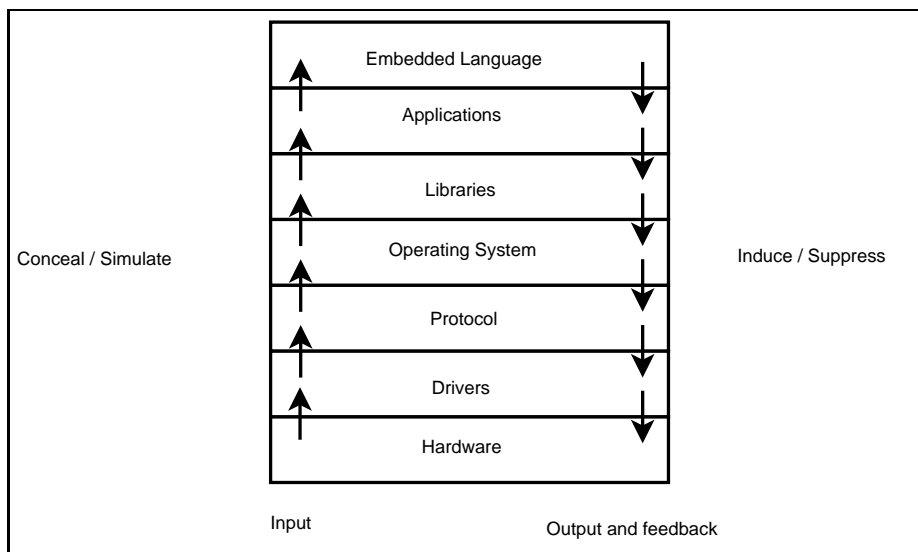 Embedded Language
Applications
Libraries
Operating System
Conceal / Simulate
Induce / Suppress
Protocol
Drivers
Hardware
Input
Output and feedback